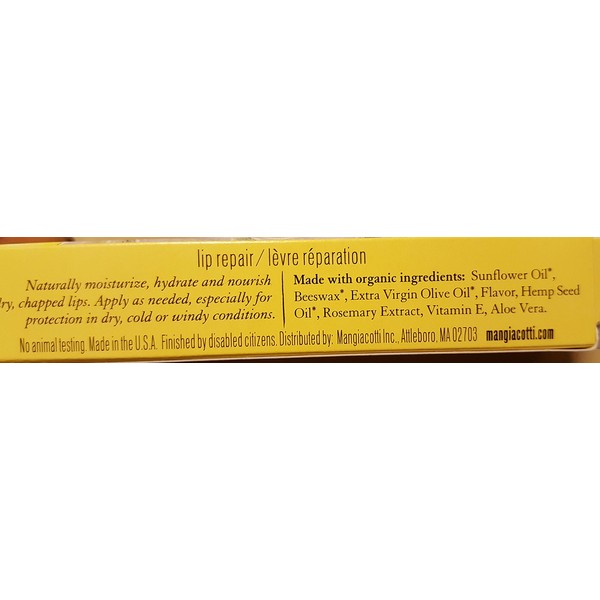 lip repair / lèvre réparation
Naturally moisturize, hydrate and nourish
dry, chapped lips. Apply as needed, especially for
protection in dry, cold or windy conditions.
Made with organic ingredients: Sunflower Oil*,
Beeswax*, Extra Virgin Olive Oil*, Flavor, Hemp Seed
Oil*, Rosemary Extract, Vitamin E, Aloe Vera.
No animal testing. Made in the U.S.A. Finished by disabled citizens. Distributed by: Mangiacotti Inc., Attleboro, MA 02703 mangiacotti.com